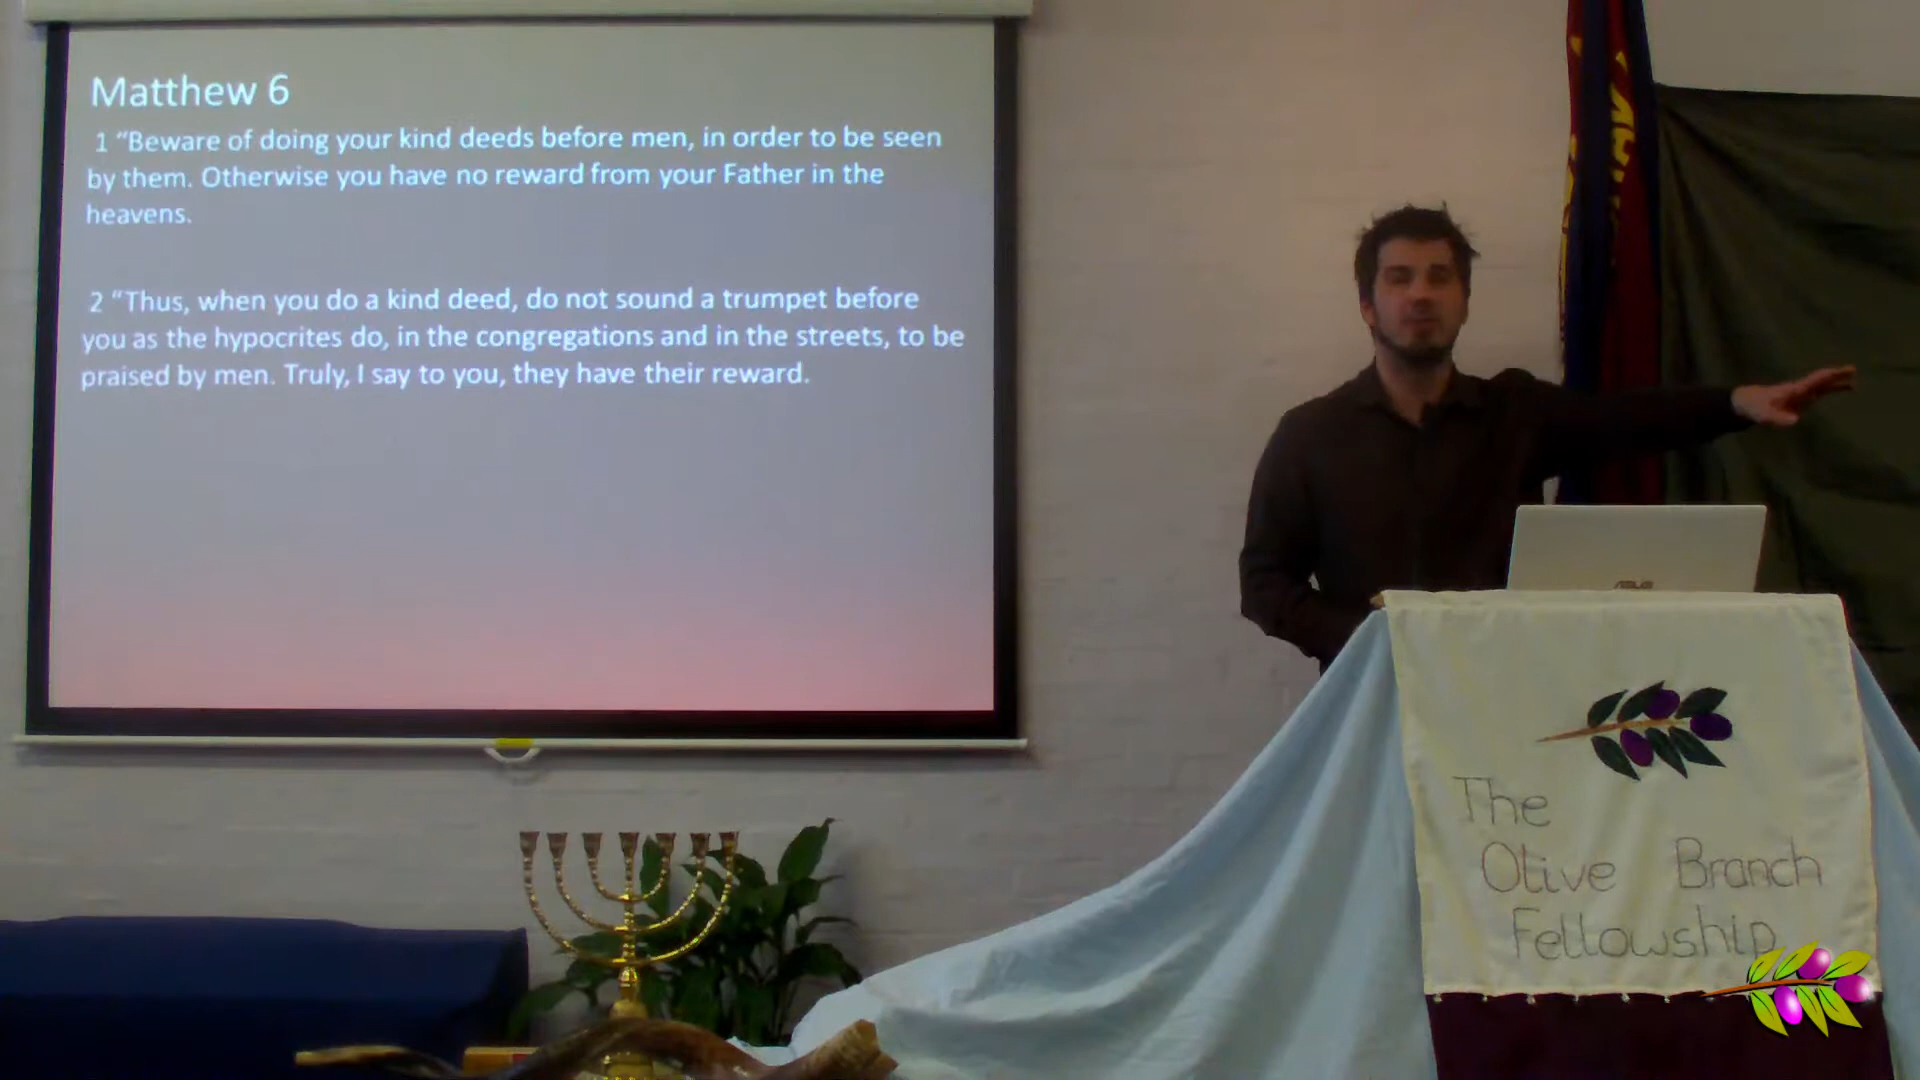 Matthew 6
1 “Beware of doing your kind deeds before men, in order to be seen
by them. Otherwise you have no reward from your Father in the
heavens.
2 “Thus, when you do a kind deed, do not sound a trumpet before
you as the hypocrites do, in the congregations and in the streets, to be
praised by men. Truly, I say to you, they have their reward.
ASUS
The
Olive Branch
Fellowship